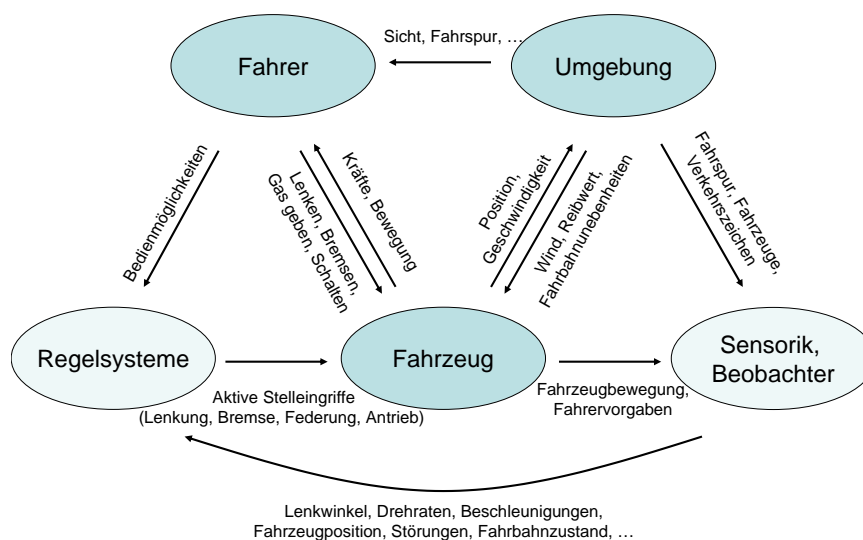 Sicht, Fahrspur, …
Fahrer
Umgebung
Bedienmöglichkeiten
Kräfte, Bewegung
Lenken, Bremsen,
Gas geben, Schalten
Position,
Geschwindigkeit
Wind, Reibwert,
Fahrbahnunebenheiten
Fahrspur, Fahrzeuge,
Verkehrszeichen
Regelsysteme
Fahrzeug
Sensorik,
Beobachter
Aktive Stelleingriffe
(Lenkung, Bremse, Federung, Antrieb)
Fahrzeugbewegung,
Fahrervorgaben
Lenkwinkel, Drehraten, Beschleunigungen,
Fahrzeugposition, Störungen, Fahrbahnzustand, …